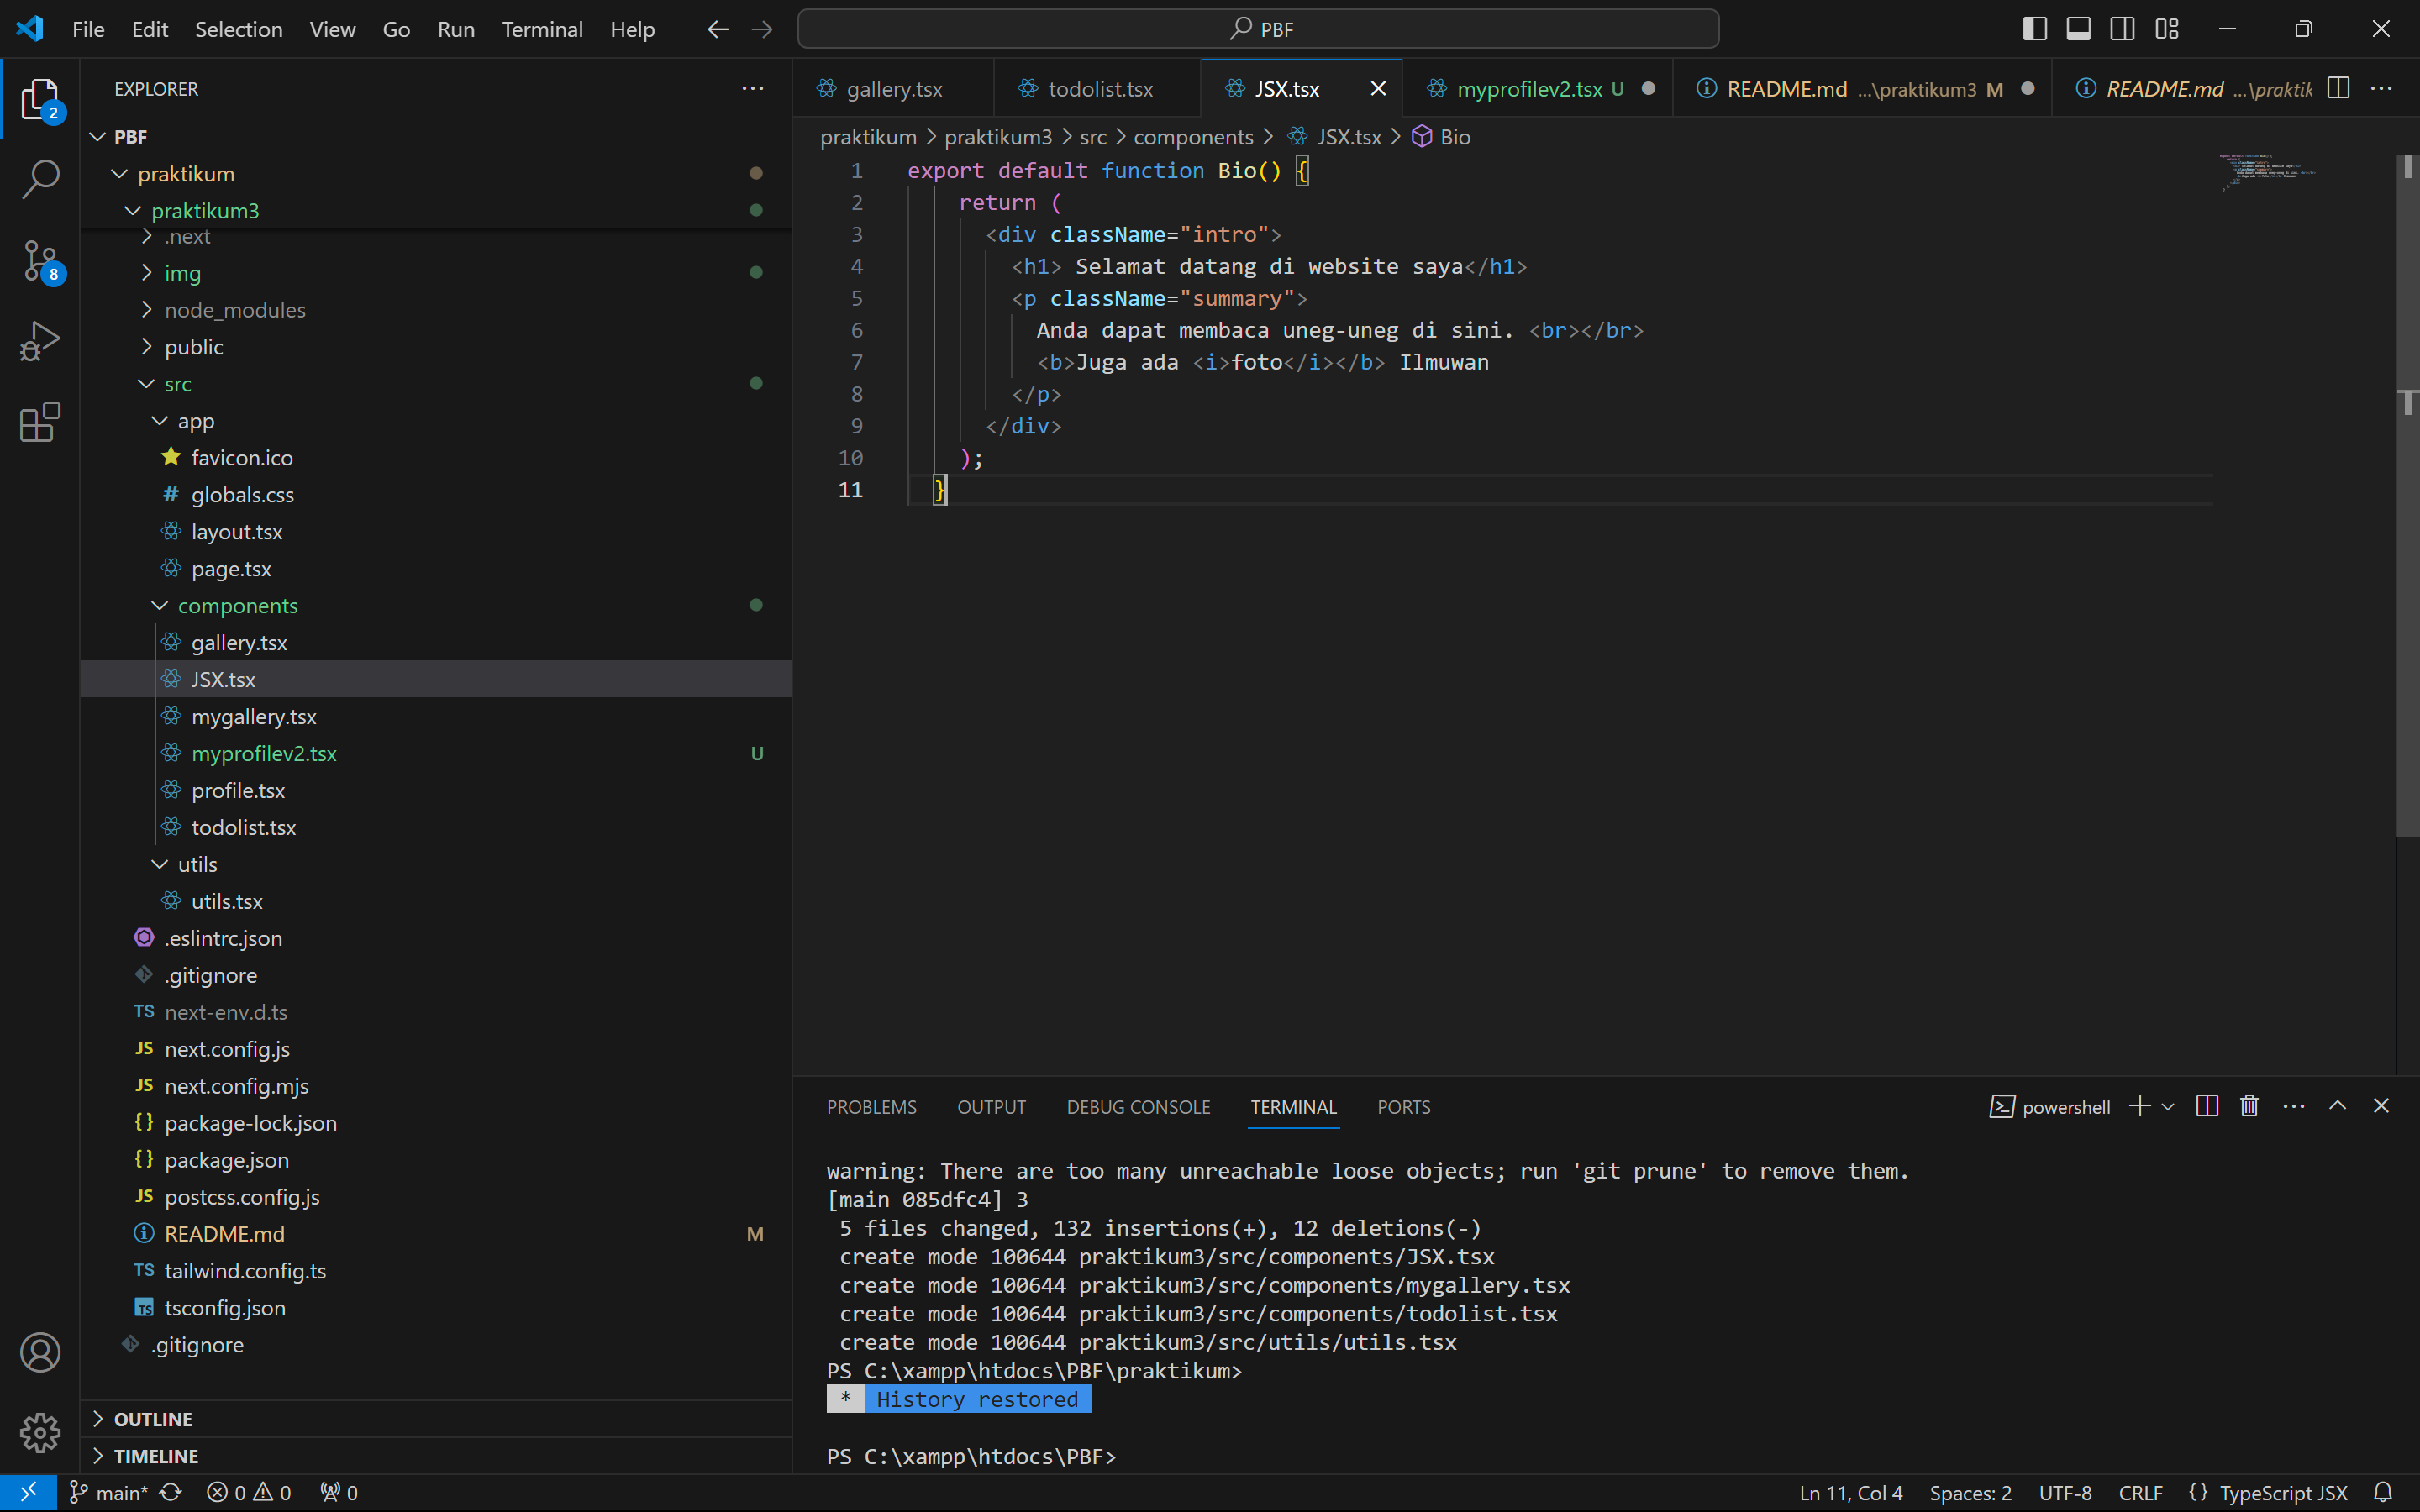 File Edit Selection View Go Run Terminal Help
PBF
EXPLORER
PBF
praktikum
praktikum3
.next
img
node_modules
public
src
app
favicon.ico
globals.css
layout.tsx
page.tsx
components
gallery.tsx
JSX.tsx
mygallery.tsx
myprofilev2.tsx U
profile.tsx
todolist.tsx
utils
utils.tsx
.eslintrc.json
.gitignore
TS next-env.d.ts
JS next.config.js
JS next.config.mjs
{} package-lock.json
{} package.json
JS postcss.config.js
README.md M
TS tailwind.config.ts
TS tsconfig.json
.gitignore
OUTLINE
TIMELINE
2
8
gallery.tsx todolist.tsx JSX.tsx myprofilev2.tsx U README.md ...\praktikum3 M README.md ...\praktik
praktikum > praktikum3 > src > components > JSX.tsx > Bio
1 export default function Bio() {
2 return (
3 <div className="intro">
4 <h1> Selamat datang di website saya</h1>
5 <p className="summary">
6 Anda dapat membaca uneg-uneg di sini. <br></br>
7 <b>Juga ada <i>foto</i></b> Ilmuwan
8 </p>
9 </div>
10 );
11 }
PROBLEMS OUTPUT DEBUG CONSOLE TERMINAL PORTS
powershell
warning: There are too many unreachable loose objects; run 'git prune' to remove them.
[main 085dfc4] 3
5 files changed, 132 insertions(+), 12 deletions(-)
create mode 100644 praktikum3/src/components/JSX.tsx
create mode 100644 praktikum3/src/components/mygallery.tsx
create mode 100644 praktikum3/src/components/todolist.tsx
create mode 100644 praktikum3/src/utils/utils.tsx
PS C:\xampp\htdocs\PBF\praktikum>
* History restored
PS C:\xampp\htdocs\PBF>
main* 0 0 0
Ln 11, Col 4 Spaces: 2 UTF-8 CRLF {} TypeScript JSX